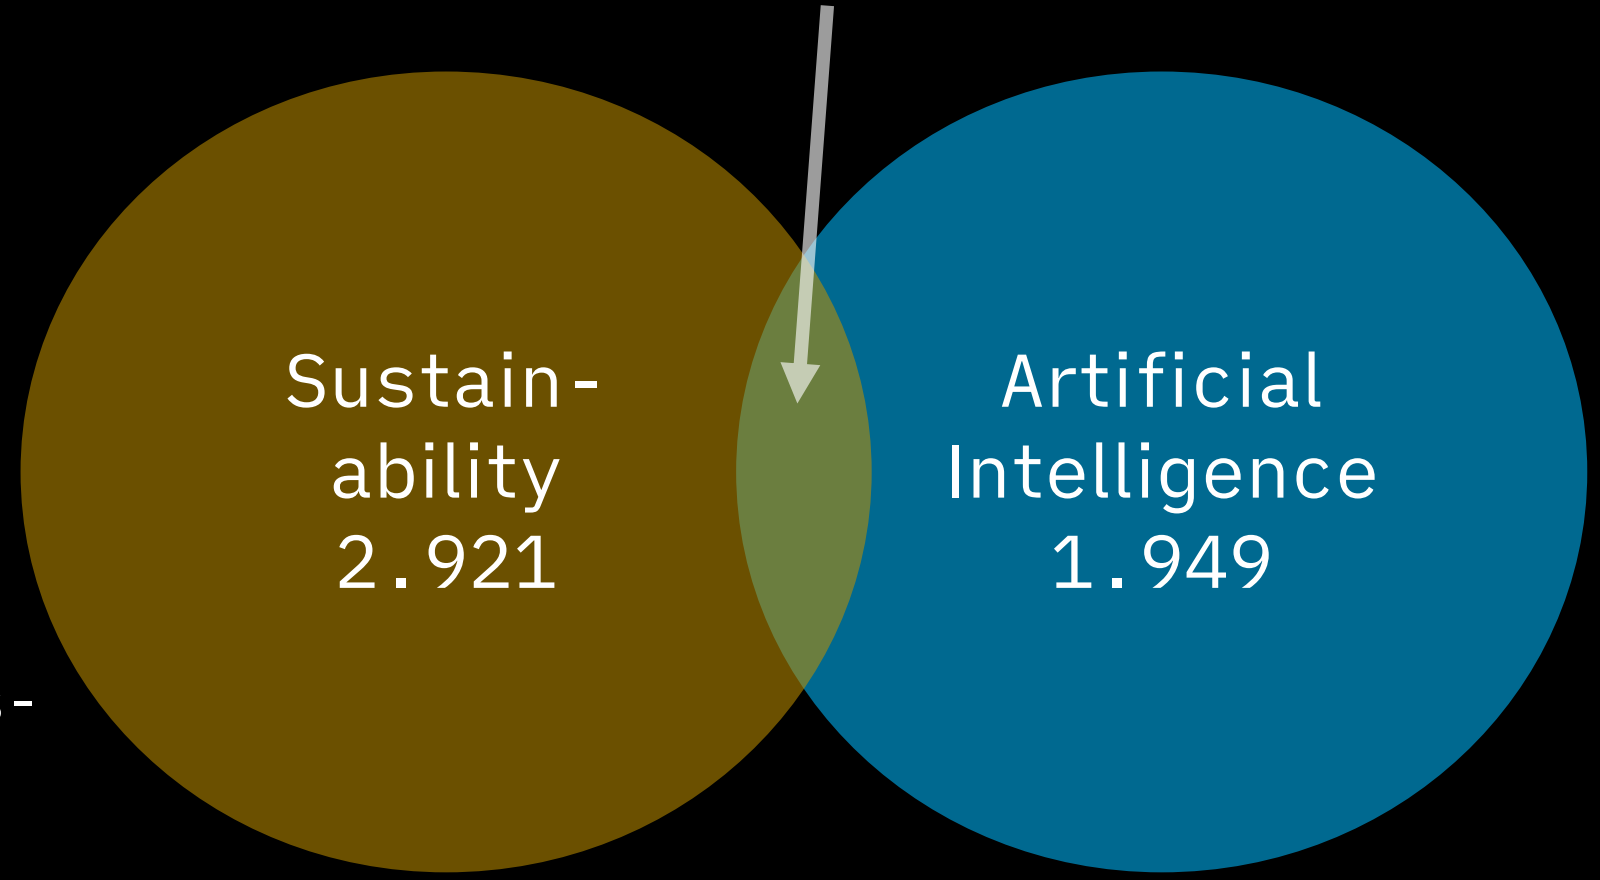 Sustain-
ability
2.921
Artificial
Intelligence
1.949